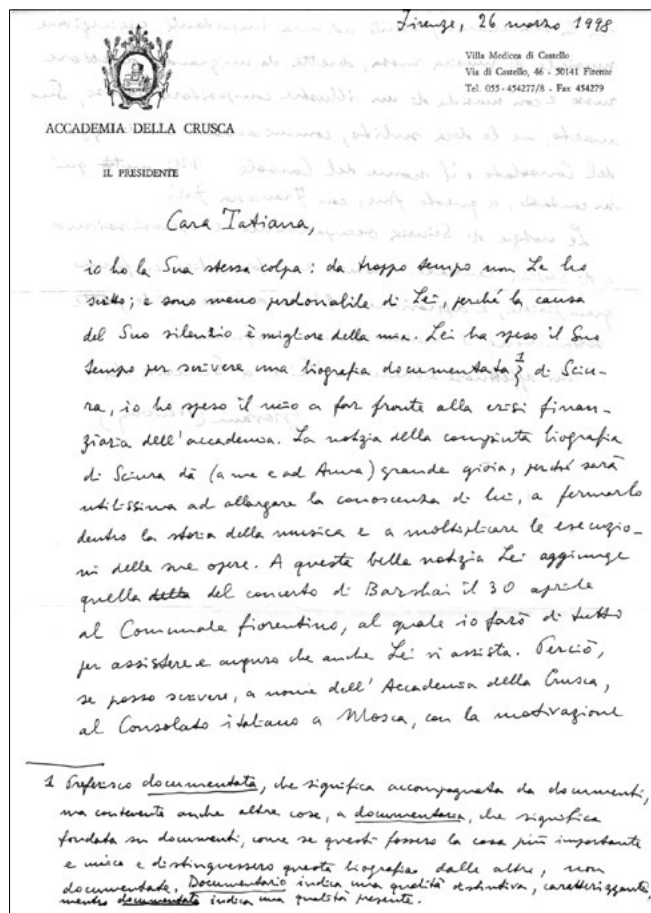 Firenze, 26 marzo 1998
Villa Medicea di Castello
Via di Castello, 46 - 50141 Firenze
Tel. 055 - 454277/8 - Fax 454279
ACCADEMIA DELLA CRUSCA
IL PRESIDENTE
Cara Tatiana,
io ho la Sua stessa colpa: da troppo tempo non Le ho
scritto; e sono meno perdonabile di Lei, perché la causa
del Suo silenzio è migliore della mia. Lei ha speso il Suo
tempo per scrivere una biografia documentata 1 di Sciu-
ra, io ho speso il mio a far fronte alla crisi finan-
ziaria dell'accademia. La notizia della compiuta biografia
di Sciura dà (a me e ad Anna) grande gioia, perché sarà
utilissima ad allargare la conoscenza di lui, a fermarlo
dentro la storia della musica e a moltiplicare le esecuzio-
ni delle sue opere. A questa bella notizia Lei aggiunge
quella della del concerto di Barshai il 30 aprile
al Comunale fiorentino, al quale io farò di tutto
per assistere e auguro che anche Lei vi assista. Perciò,
se posso scrivere, a nome dell'Accademia della Crusca,
al Consolato italiano a Mosca, con la motivazione
1 Preferisco documentata, che significa accompagnata da documenti,
ma contenente anche altre cose, a documentaria, che significa
fondata su documenti, come se questi fossero la cosa più importante
e unica e distinguessero questa biografia dalle altre, non
documentate. Documentario indica una qualità distintiva, caratterizzante,
mentre documentato indica una qualità presente.